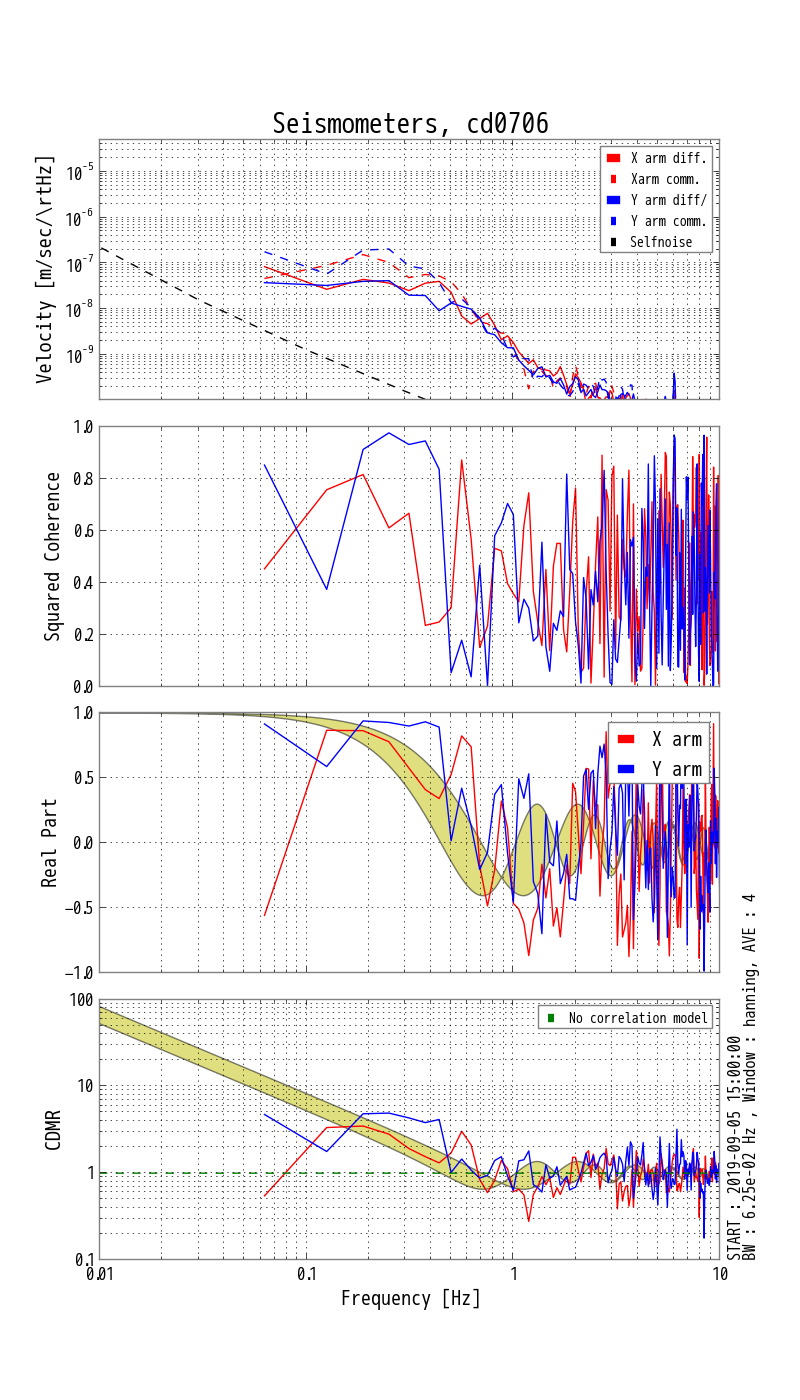 Seismometers, cd0706
Velocity [m/sec/\rtHz]
10^-5
10^-6
10^-7
10^-8
10^-9
X arm diff.
Xarm comm.
Y arm diff/
Y arm comm.
Selfnoise
Squared Coherence
1.0
0.8
0.6
0.4
0.2
0.0
Real Part
1.0
0.5
0.0
−0.5
−1.0
X arm
Y arm
CDMR
100
10
1
0.1
No correlation model
0.01
0.1
1
10
Frequency [Hz]
START : 2019-09-05 15:00:00
BW : 6.25e-02 Hz , Window : hanning, AVE : 4